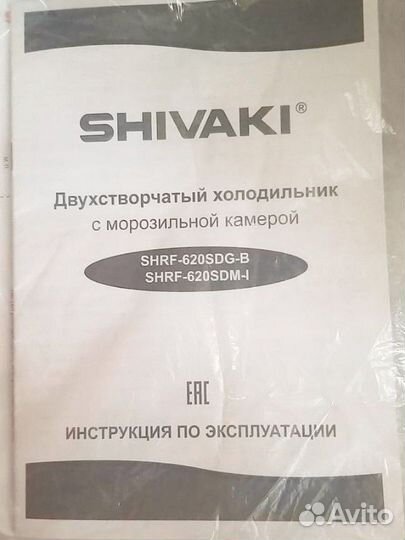 SHIVAKI®
Двухстворчатый холодильник
с морозильной камерой
SHRF-620SDG-B
SHRF-620SDM-I
EAC
ИНСТРУКЦИЯ ПО ЭКСПЛУАТАЦИИ
Avito